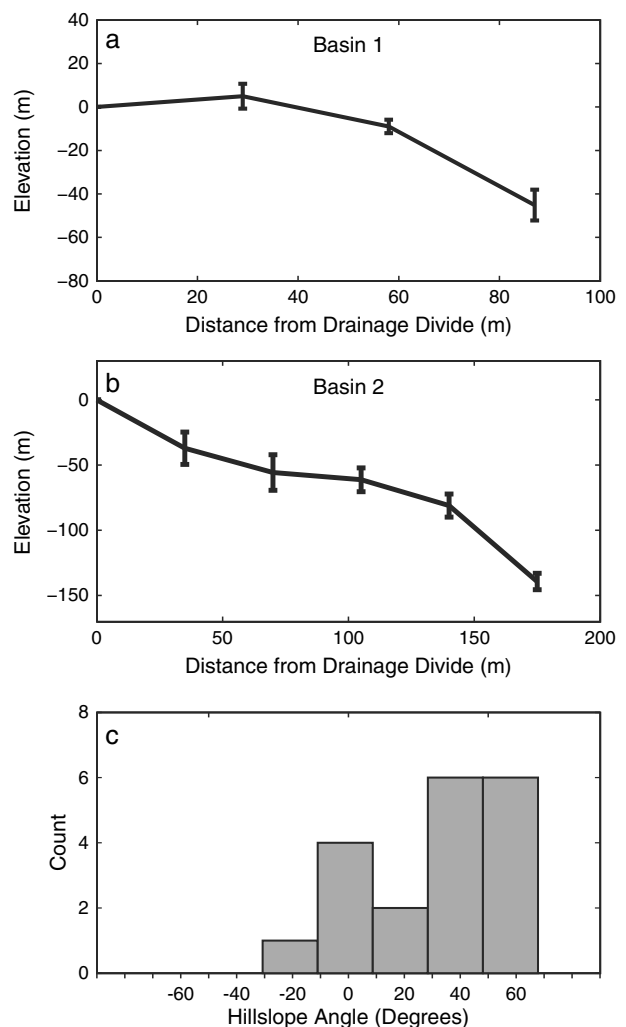 a
Basin 1
40
20
0
−20
−40
−60
−80
Elevation (m)
0 20 40 60 80 100
Distance from Drainage Divide (m)
b
Basin 2
0
−50
−100
−150
Elevation (m)
0 50 100 150 200
Distance from Drainage Divide (m)
c
8
6
4
2
0
Count
-60 -40 -20 0 20 40 60
Hillslope Angle (Degrees)